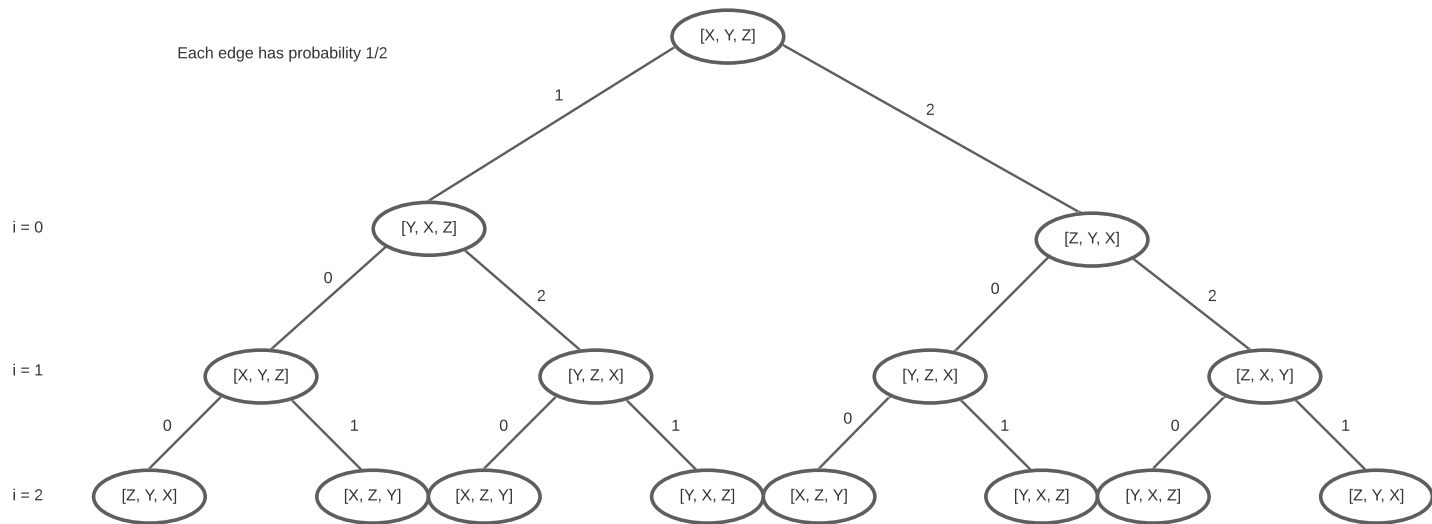 [X, Y, Z]
Each edge has probability 1/2
1
2
i = 0
[Y, X, Z]
[Z, Y, X]
0
2
0
2
i = 1
[X, Y, Z]
[Y, Z, X]
[Y, Z, X]
[Z, X, Y]
0
1
0
1
0
1
0
1
i = 2
[Z, Y, X]
[X, Z, Y]
[X, Z, Y]
[Y, X, Z]
[X, Z, Y]
[Y, X, Z]
[Y, X, Z]
[Z, Y, X]